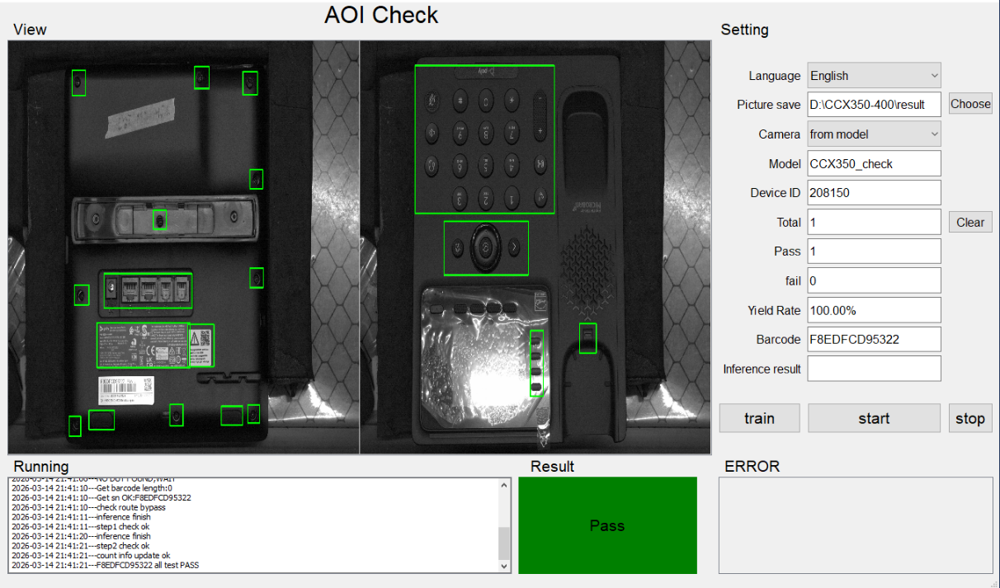 AOI Check
View
Setting
Language English
Picture save D:\CCX350-400\result Choose
Camera from model
Model CCX350_check
Device ID 208150
Total 1 Clear
Pass 1
fail 0
Yield Rate 100.00%
Barcode F8EDFCD95322
Inference result
train start stop
poly
MICROBAN
F8EDFCD95322
Running
2026-03-14 21:41:06---NO DUT FOUND,WAIT
2026-03-14 21:41:10---Get barcode length:0
2026-03-14 21:41:10---Get sn OK:F8EDFCD95322
2026-03-14 21:41:10---check route bypass
2026-03-14 21:41:11---inference finish
2026-03-14 21:41:11---step1 check ok
2026-03-14 21:41:20---inference finish
2026-03-14 21:41:21---step2 check ok
2026-03-14 21:41:21---count info update ok
2026-03-14 21:41:21---F8EDFCD95322 all test PASS
Result
Pass
ERROR